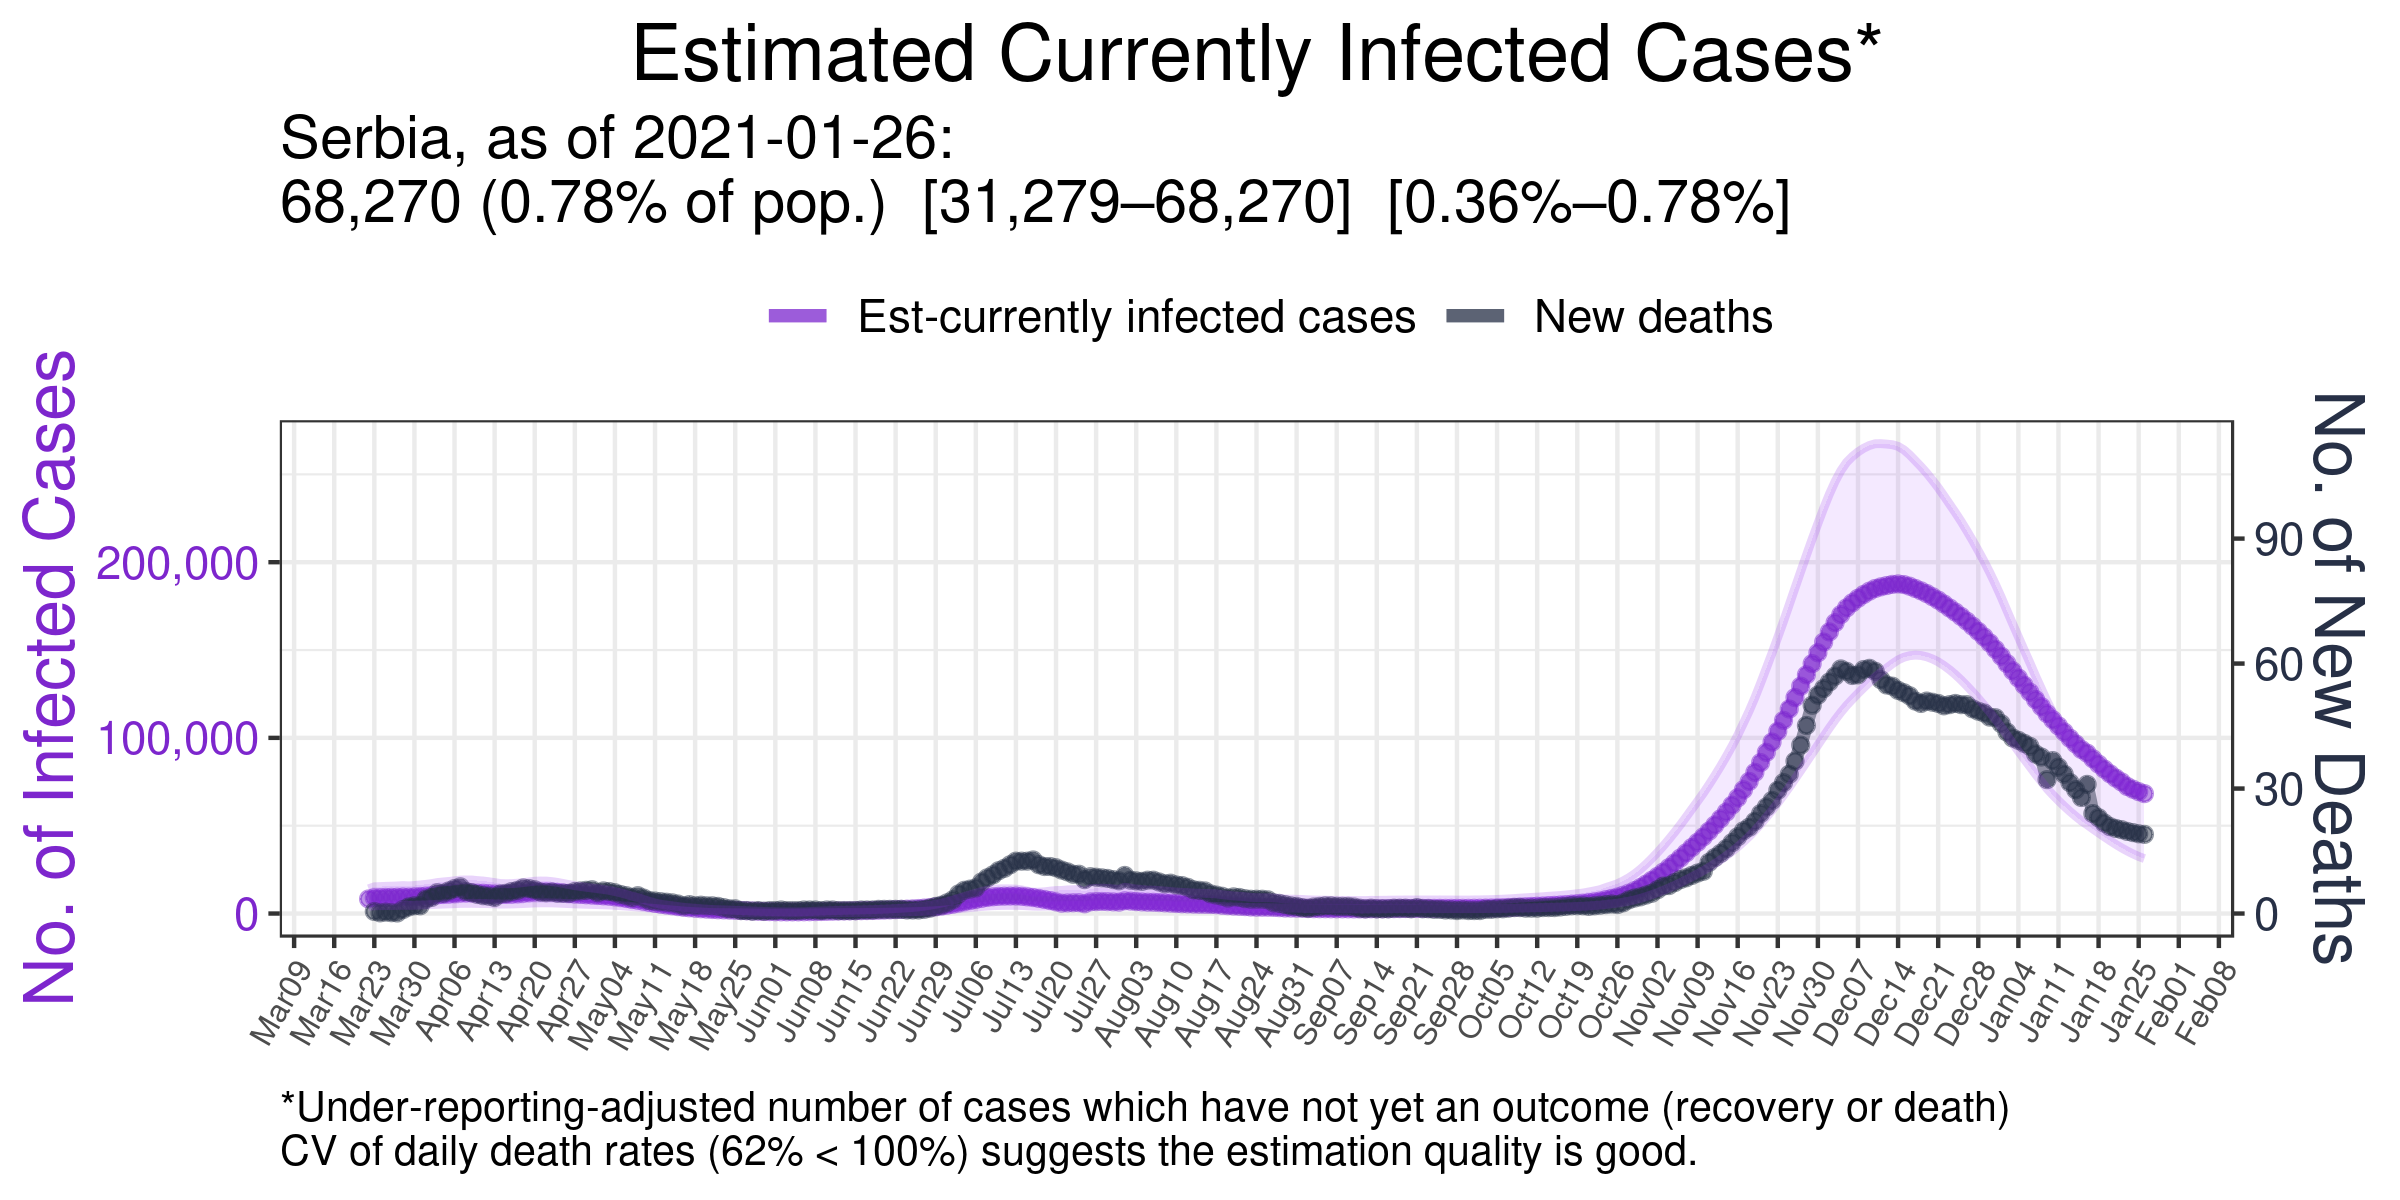 Estimated Currently Infected Cases*
Serbia, as of 2021-01-26:
68,270 (0.78% of pop.)  [31,279–68,270]  [0.36%–0.78%]
Est-currently infected cases
New deaths
No. of Infected Cases
200,000
100,000
0
No. of New Deaths
90
60
30
0
Mar09
Mar16
Mar23
Mar30
Apr06
Apr13
Apr20
Apr27
May04
May11
May18
May25
Jun01
Jun08
Jun15
Jun22
Jun29
Jul06
Jul13
Jul20
Jul27
Aug03
Aug10
Aug17
Aug24
Aug31
Sep07
Sep14
Sep21
Sep28
Oct05
Oct12
Oct19
Oct26
Nov02
Nov09
Nov16
Nov23
Nov30
Dec07
Dec14
Dec21
Dec28
Jan04
Jan11
Jan18
Jan25
Feb01
Feb08
*Under-reporting-adjusted number of cases which have not yet an outcome (recovery or death)
CV of daily death rates (62% < 100%) suggests the estimation quality is good.